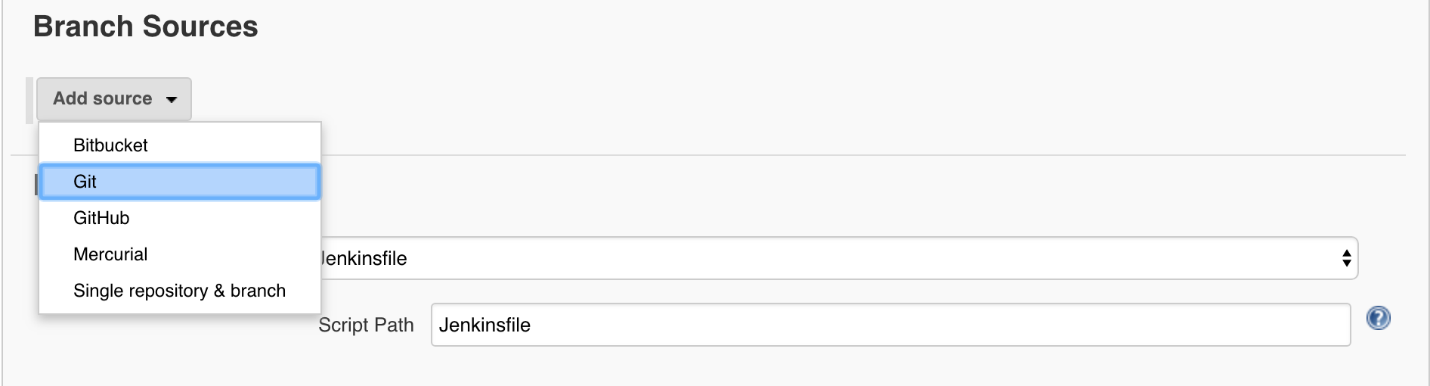 Branch Sources
Add source
Bitbucket
Git
GitHub
Mercurial
Single repository & branch
Jenkinsfile
Script Path Jenkinsfile
?